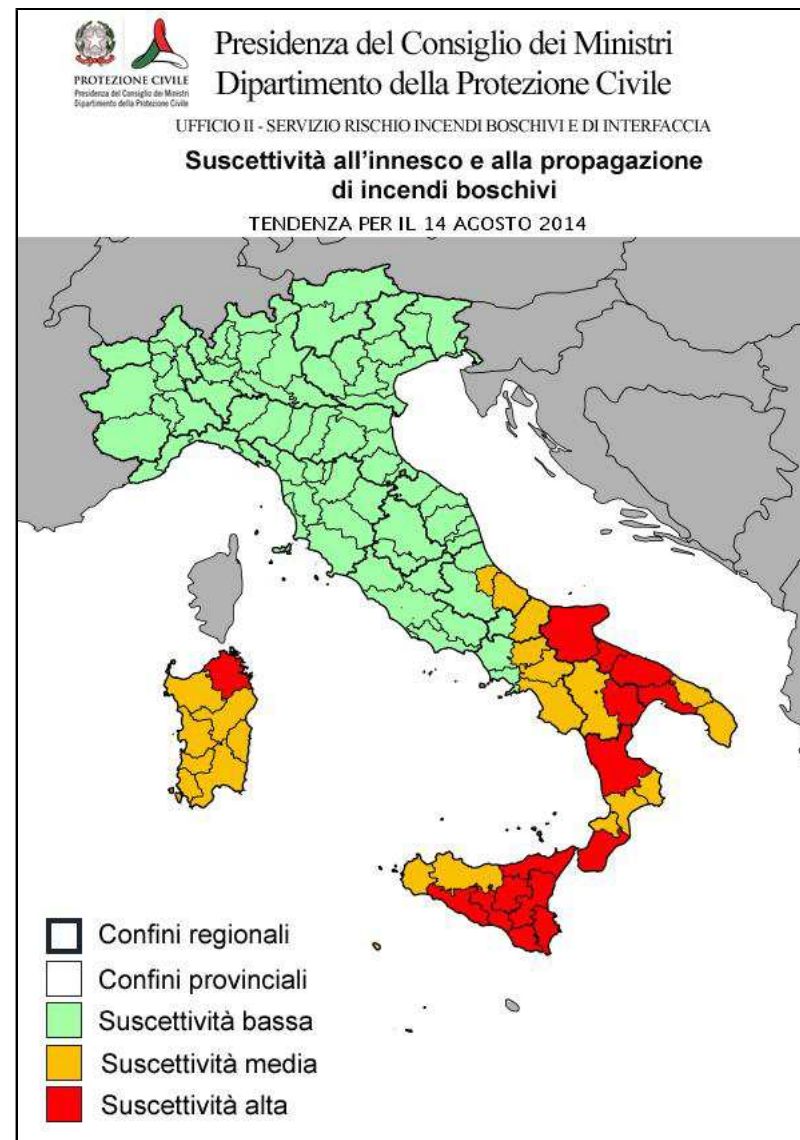 Presidenza del Consiglio dei Ministri
Dipartimento della Protezione Civile
PROTEZIONE CIVILE
Presidenza del Consiglio dei Ministri
Dipartimento della Protezione Civile
UFFICIO II - SERVIZIO RISCHIO INCENDI BOSCHIVI E DI INTERFACCIA
Suscettività all'innesco e alla propagazione
di incendi boschivi
TENDENZA PER IL 14 AGOSTO 2014
Confini regionali
Confini provinciali
Suscettività bassa
Suscettività media
Suscettività alta